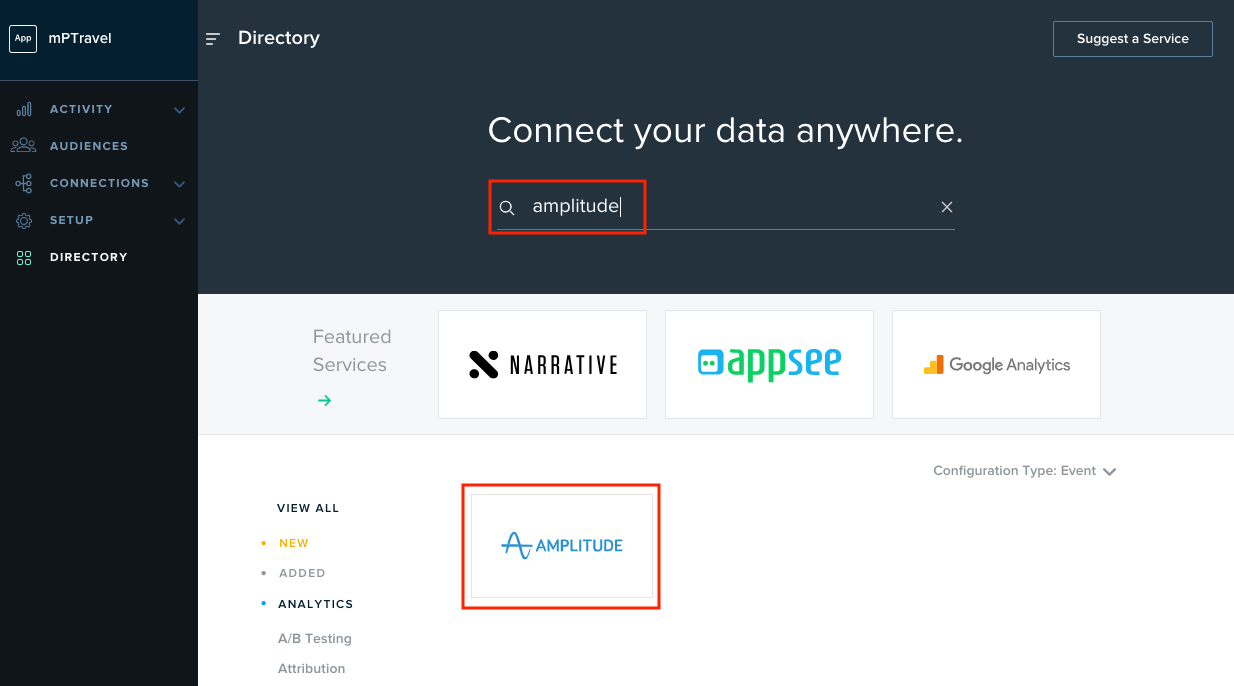 App mPTravel
Directory
Suggest a Service
ACTIVITY
AUDIENCES
CONNECTIONS
SETUP
DIRECTORY
Connect your data anywhere.
amplitude
Featured
Services
NARRATIVE
appsee
Google Analytics
Configuration Type: Event
VIEW ALL
NEW
ADDED
ANALYTICS
A/B Testing
Attribution
AMPLITUDE